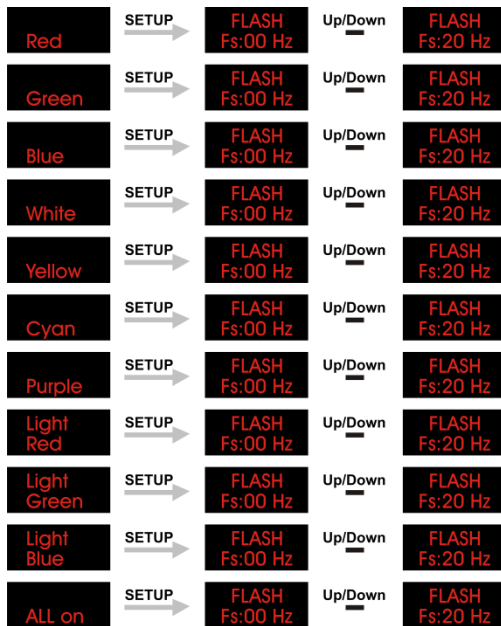 Red SETUP FLASH Up/Down FLASH
Fs:00 Hz Fs:20 Hz
Green SETUP FLASH Up/Down FLASH
Fs:00 Hz Fs:20 Hz
Blue SETUP FLASH Up/Down FLASH
Fs:00 Hz Fs:20 Hz
White SETUP FLASH Up/Down FLASH
Fs:00 Hz Fs:20 Hz
Yellow SETUP FLASH Up/Down FLASH
Fs:00 Hz Fs:20 Hz
Cyan SETUP FLASH Up/Down FLASH
Fs:00 Hz Fs:20 Hz
Purple SETUP FLASH Up/Down FLASH
Fs:00 Hz Fs:20 Hz
Light SETUP FLASH Up/Down FLASH
Red Fs:00 Hz Fs:20 Hz
Light SETUP FLASH Up/Down FLASH
Green Fs:00 Hz Fs:20 Hz
Light SETUP FLASH Up/Down FLASH
Blue Fs:00 Hz Fs:20 Hz
ALL on SETUP FLASH Up/Down FLASH
Fs:00 Hz Fs:20 Hz